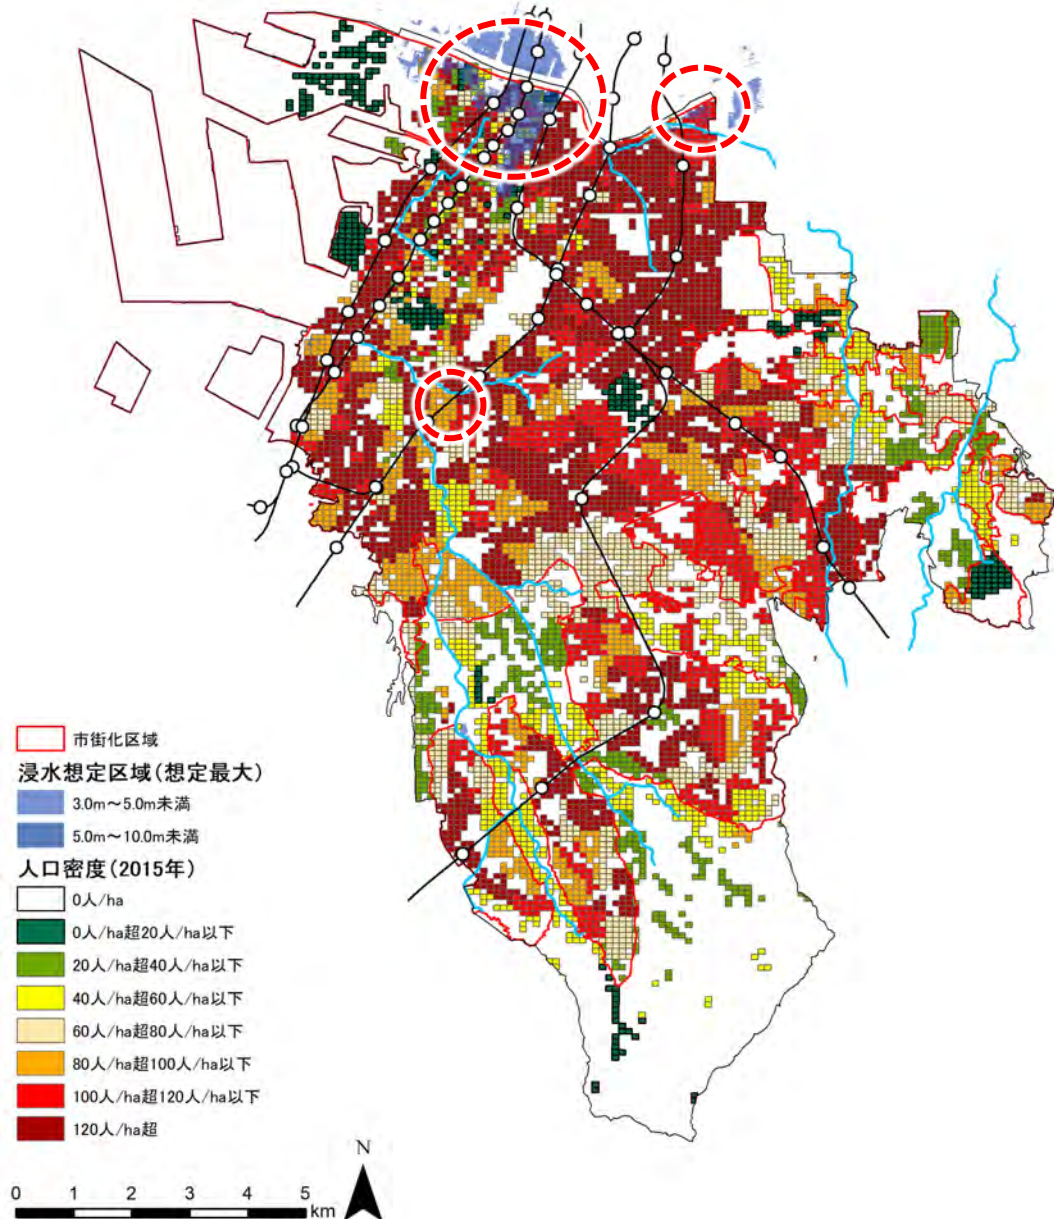 市街化区域
浸水想定区域(想定最大)
3.0m～5.0m未満
5.0m～10.0m未満
人口密度(2015年)
0人/ha
0人/ha超20人/ha以下
20人/ha超40人/ha以下
40人/ha超60人/ha以下
60人/ha超80人/ha以下
80人/ha超100人/ha以下
100人/ha超120人/ha以下
120人/ha超
N
0 1 2 3 4 5
km